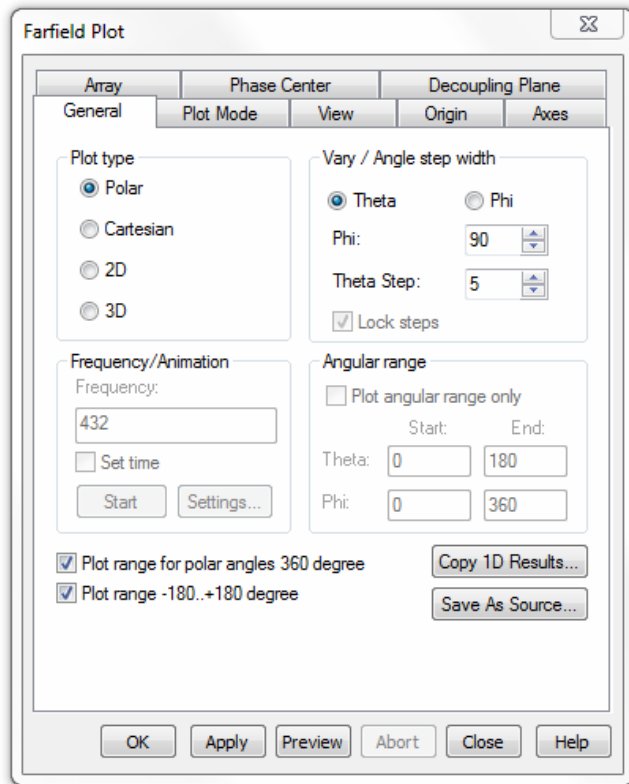 Farfield Plot
Array Phase Center Decoupling Plane
General Plot Mode View Origin Axes
Plot type
Polar
Cartesian
2D
3D
Vary / Angle step width
Theta Phi
Phi: 90
Theta Step: 5
Lock steps
Frequency/Animation
Frequency:
432
Set time
Start Settings...
Angular range
Plot angular range only
Start: End:
Theta: 0 180
Phi: 0 360
Plot range for polar angles 360 degree
Plot range -180..+180 degree
Copy 1D Results...
Save As Source...
OK Apply Preview Abort Close Help